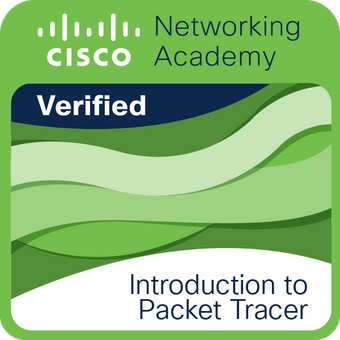 CISCO
Networking
Academy
Verified
Introduction to
Packet Tracer